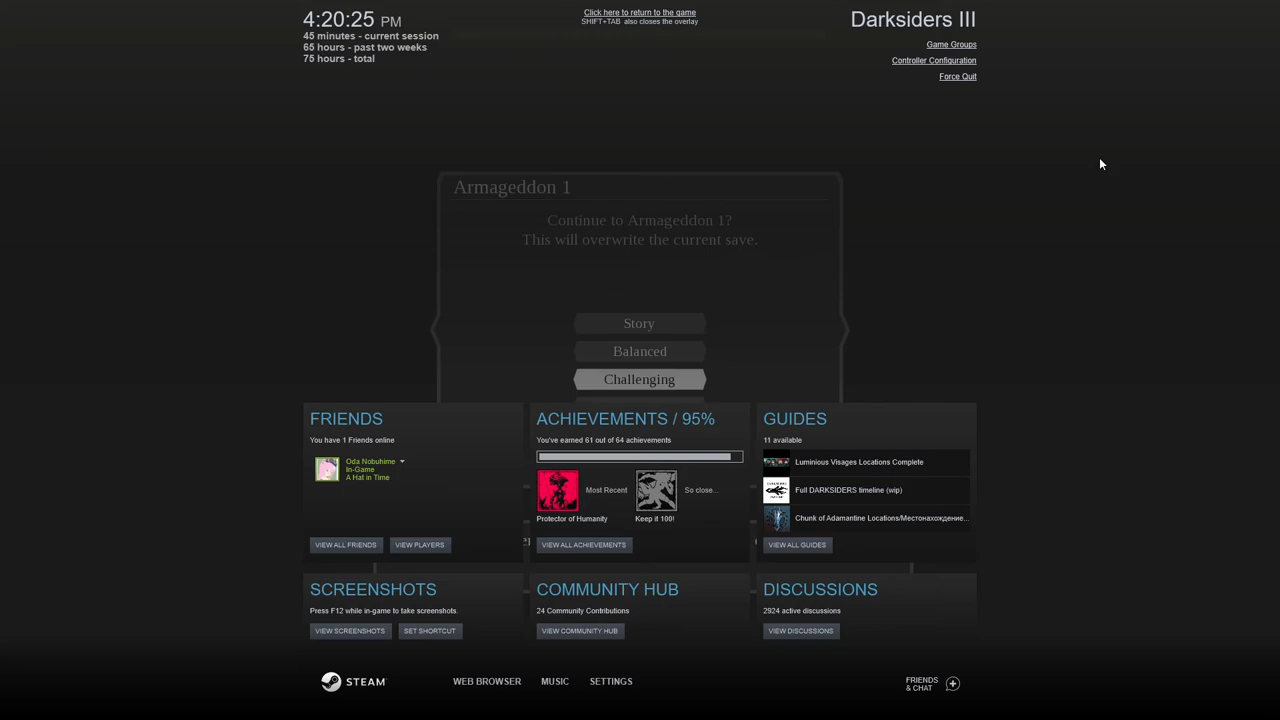 4:20:25 PM
45 minutes - current session
65 hours - past two weeks
75 hours - total
Click here to return to the game
SHIFT+TAB also closes the overlay
Darksiders III
Game Groups
Controller Configuration
Force Quit
Armageddon 1
Continue to Armageddon 1?
This will overwrite the current save.
Story
Balanced
Challenging
FRIENDS
You have 1 Friends online
Oda Nobuhime
In-Game
A Hat in Time
VIEW ALL FRIENDS
VIEW PLAYERS
ACHIEVEMENTS / 95%
You've earned 61 out of 64 achievements
Most Recent
So close...
Protector of Humanity
Keep it 100!
VIEW ALL ACHIEVEMENTS
GUIDES
11 available
Luminious Visages Locations Complete
Full DARKSIDERS timeline (wip)
Chunk of Adamantine Locations/Местонахождение...
VIEW ALL GUIDES
SCREENSHOTS
Press F12 while in-game to take screenshots.
VIEW SCREENSHOTS
SET SHORTCUT
COMMUNITY HUB
24 Community Contributions
VIEW COMMUNITY HUB
DISCUSSIONS
2924 active discussions
VIEW DISCUSSIONS
STEAM
WEB BROWSER
MUSIC
SETTINGS
FRIENDS
& CHAT